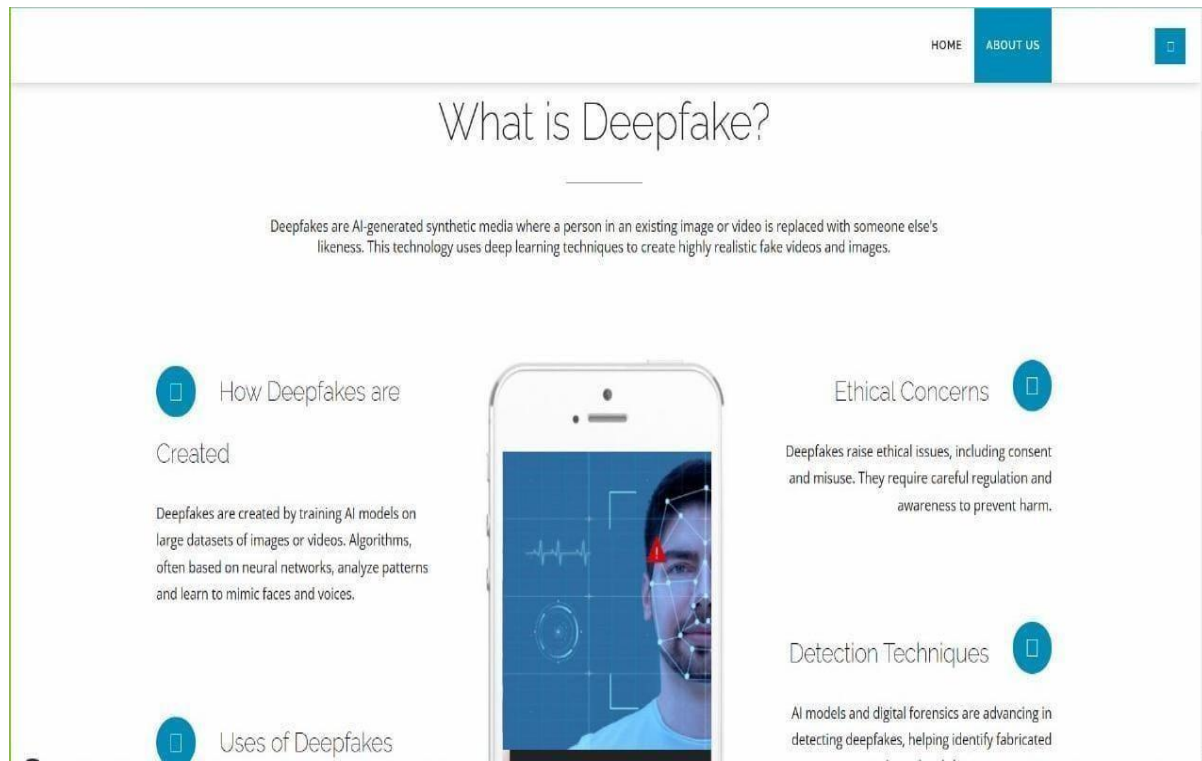 HOME ABOUT US
What is Deepfake?
Deepfakes are AI-generated synthetic media where a person in an existing image or video is replaced with someone else's
likeness. This technology uses deep learning techniques to create highly realistic fake videos and images.
How Deepfakes are
Created
Deepfakes are created by training AI models on
large datasets of images or videos. Algorithms,
often based on neural networks, analyze patterns
and learn to mimic faces and voices.
Uses of Deepfakes
Ethical Concerns
Deepfakes raise ethical issues, including consent
and misuse. They require careful regulation and
awareness to prevent harm.
Detection Techniques
AI models and digital forensics are advancing in
detecting deepfakes, helping identify fabricated